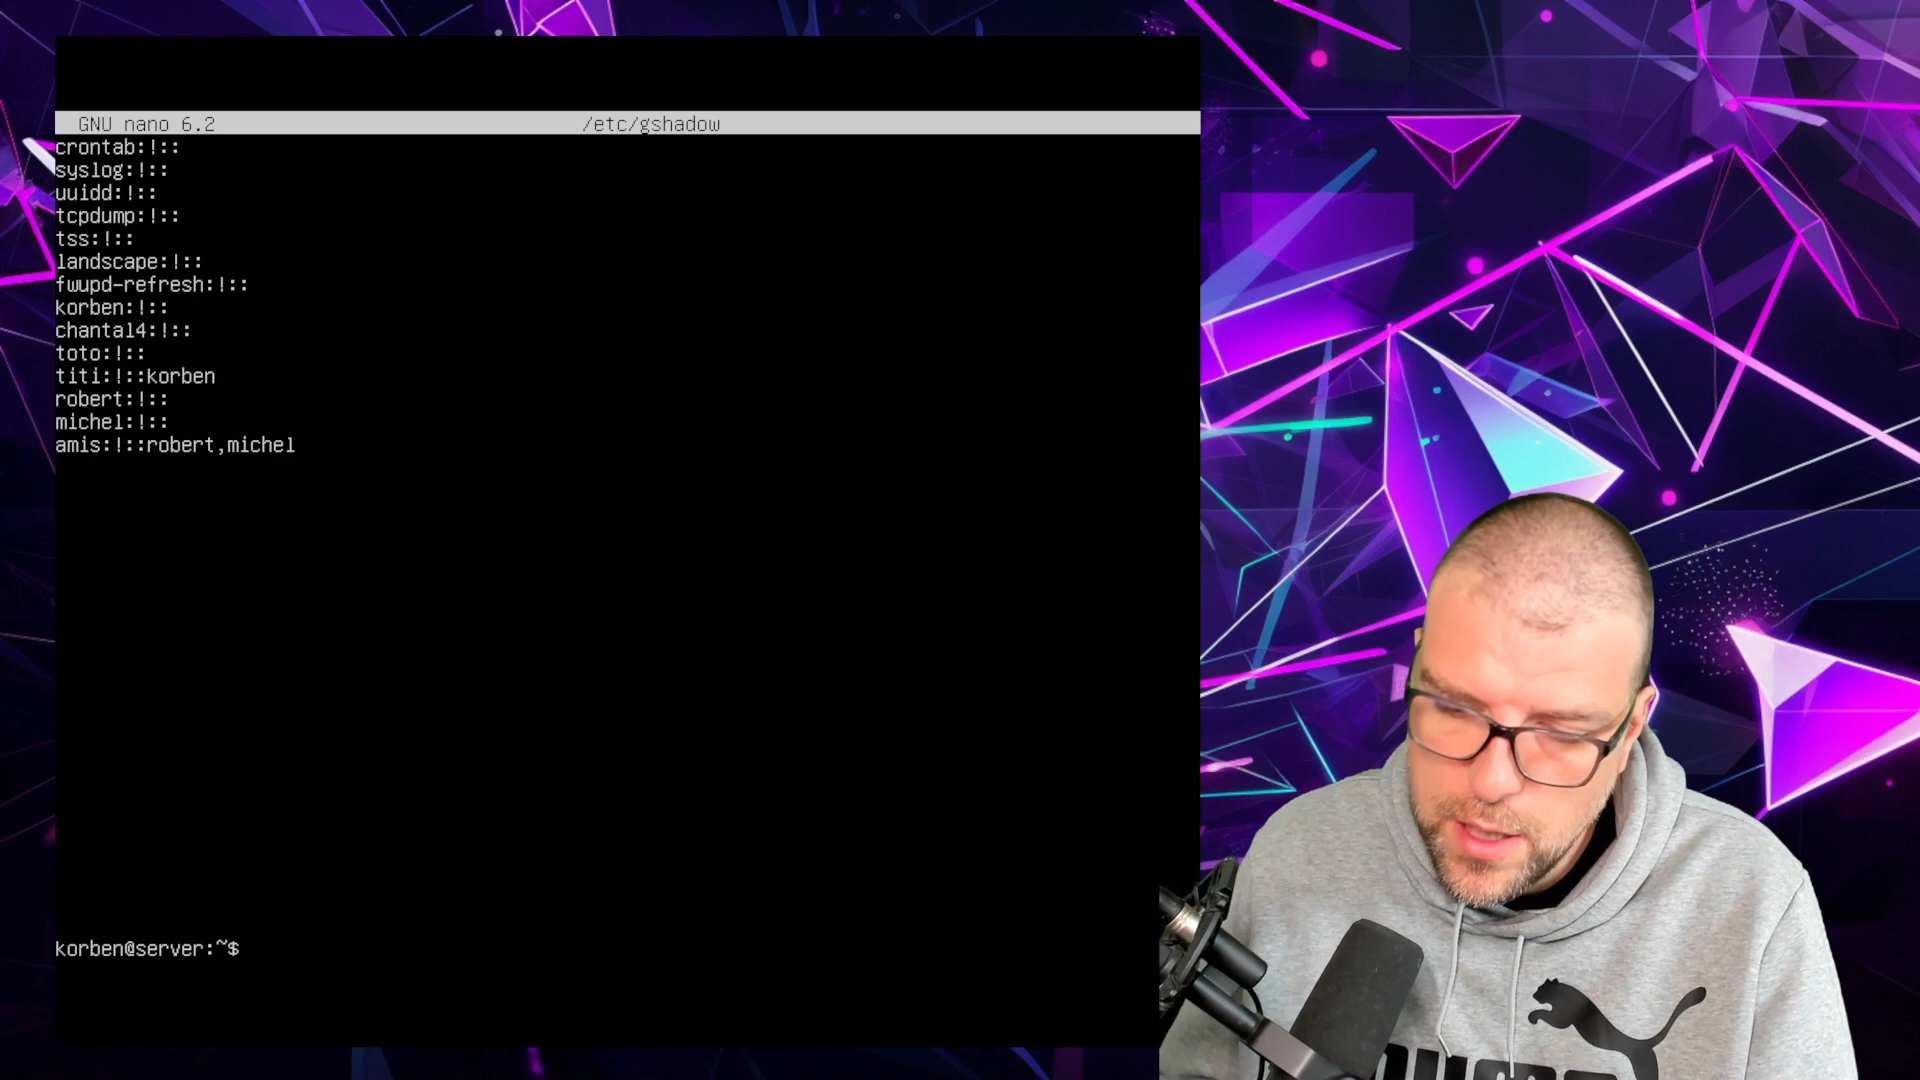 GNU nano 6.2 /etc/gshadow
crontab:!::
syslog:!::
uuidd:!::
tcpdump:!::
tss:!::
landscape:!::
fwupd-refresh:!::
korben:!::
chantal4:!::
toto:!::
titi:!::korben
robert:!::
michel:!::
amis:!::robert,michel
korben@server:~$